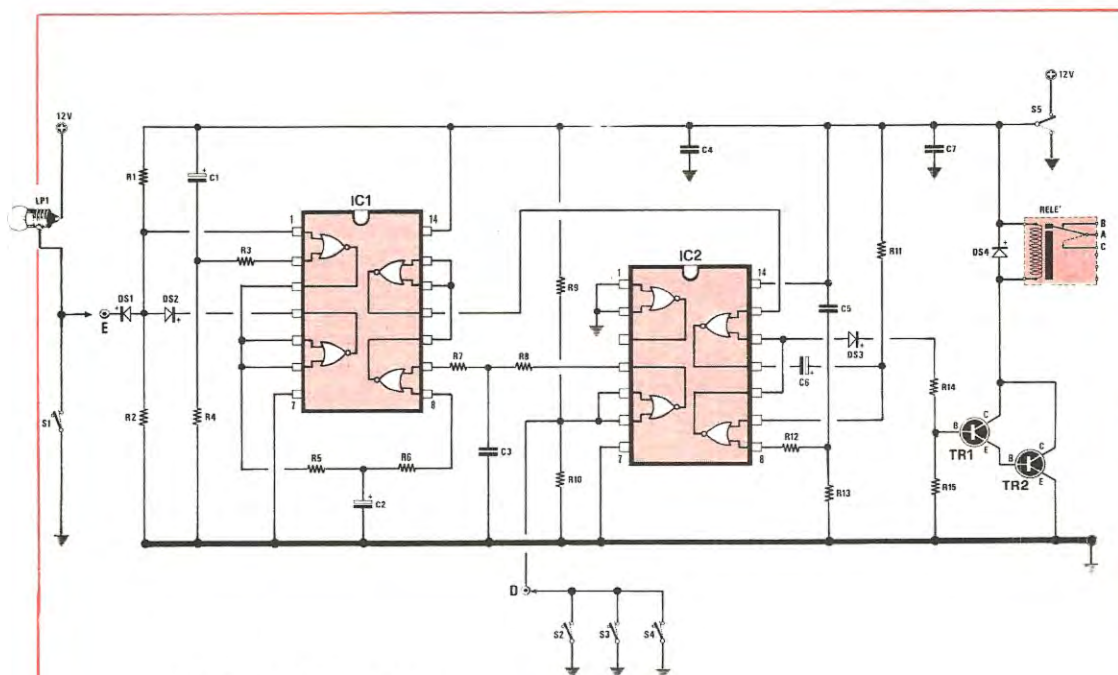 12V
S5
12V
R1
C1
C4
C7
LP1
IC1
1
14
RELE'
B
A
C
R3
R11
DS4
IC2
R9
1
14
DS1
DS2
C5
E
DS3
R7
R8
C6
R14
R2
R4
7
8
R12
C
B
TR1
E
C
B
S1
R5
R6
C3
R10
7
8
R13
R15
TR2
E
C2
D
S2
S3
S4